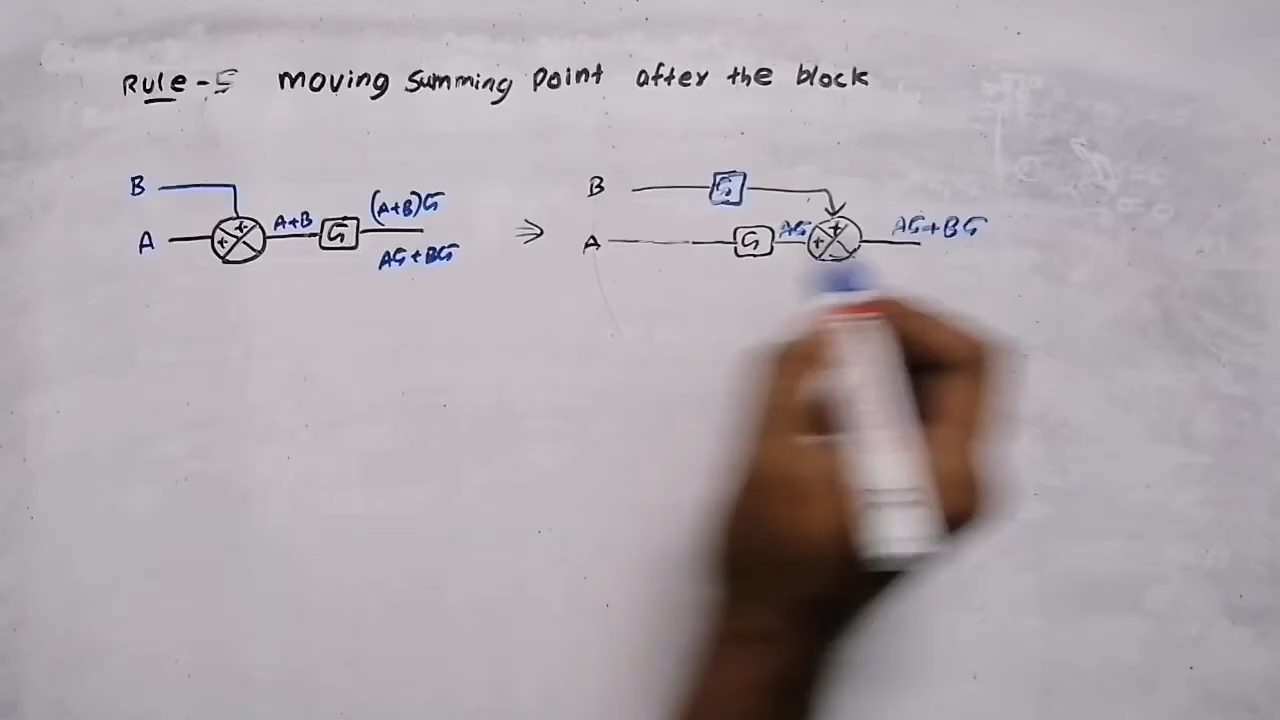 Rule-5 moving summing point after the block
B
A
+
+
A+B
G
(A+B)G
AG+BG
⇒
B
G
A
G
AG
+
+
AG+BG